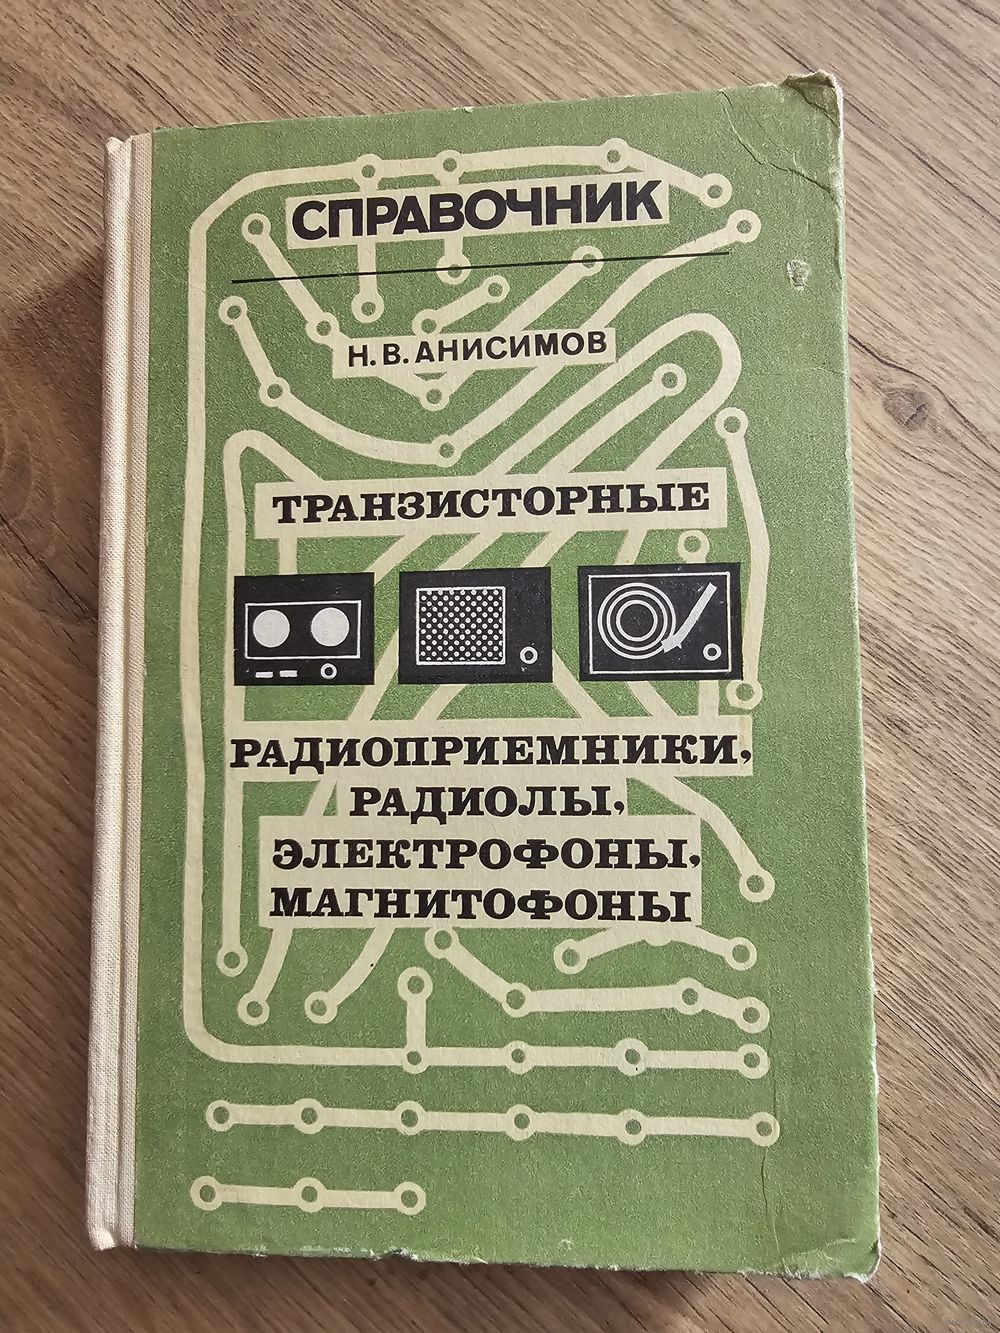 СПРАВОЧНИК
Н. В. АНИСИМОВ
ТРАНЗИСТОРНЫЕ
РАДИОПРИЕМНИКИ,
РАДИОЛЫ,
ЭЛЕКТРОФОНЫ,
МАГНИТОФОНЫ